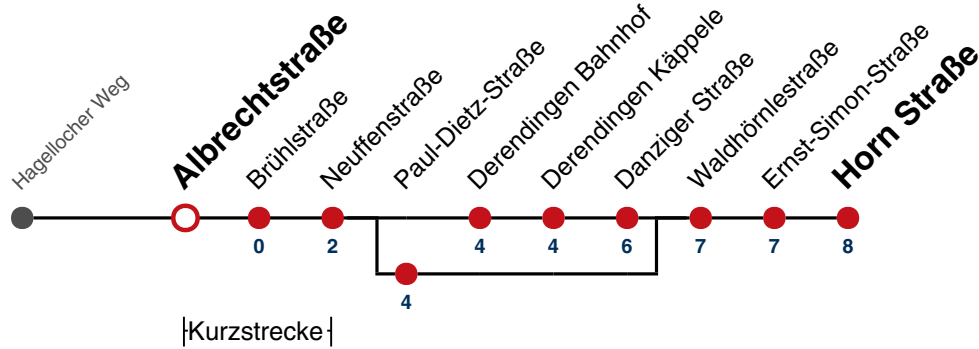 Hagellocher Weg
Albrechtstraße
Brühlstraße
Neuffenstraße
Paul-Dietz-Straße
Derendingen Bahnhof
Derendingen Käppele
Danziger Straße
Waldhörnlestraße
Ernst-Simon-Straße
Horn Straße
0 2 4 4 6 7 7 8
4
Kurzstrecke